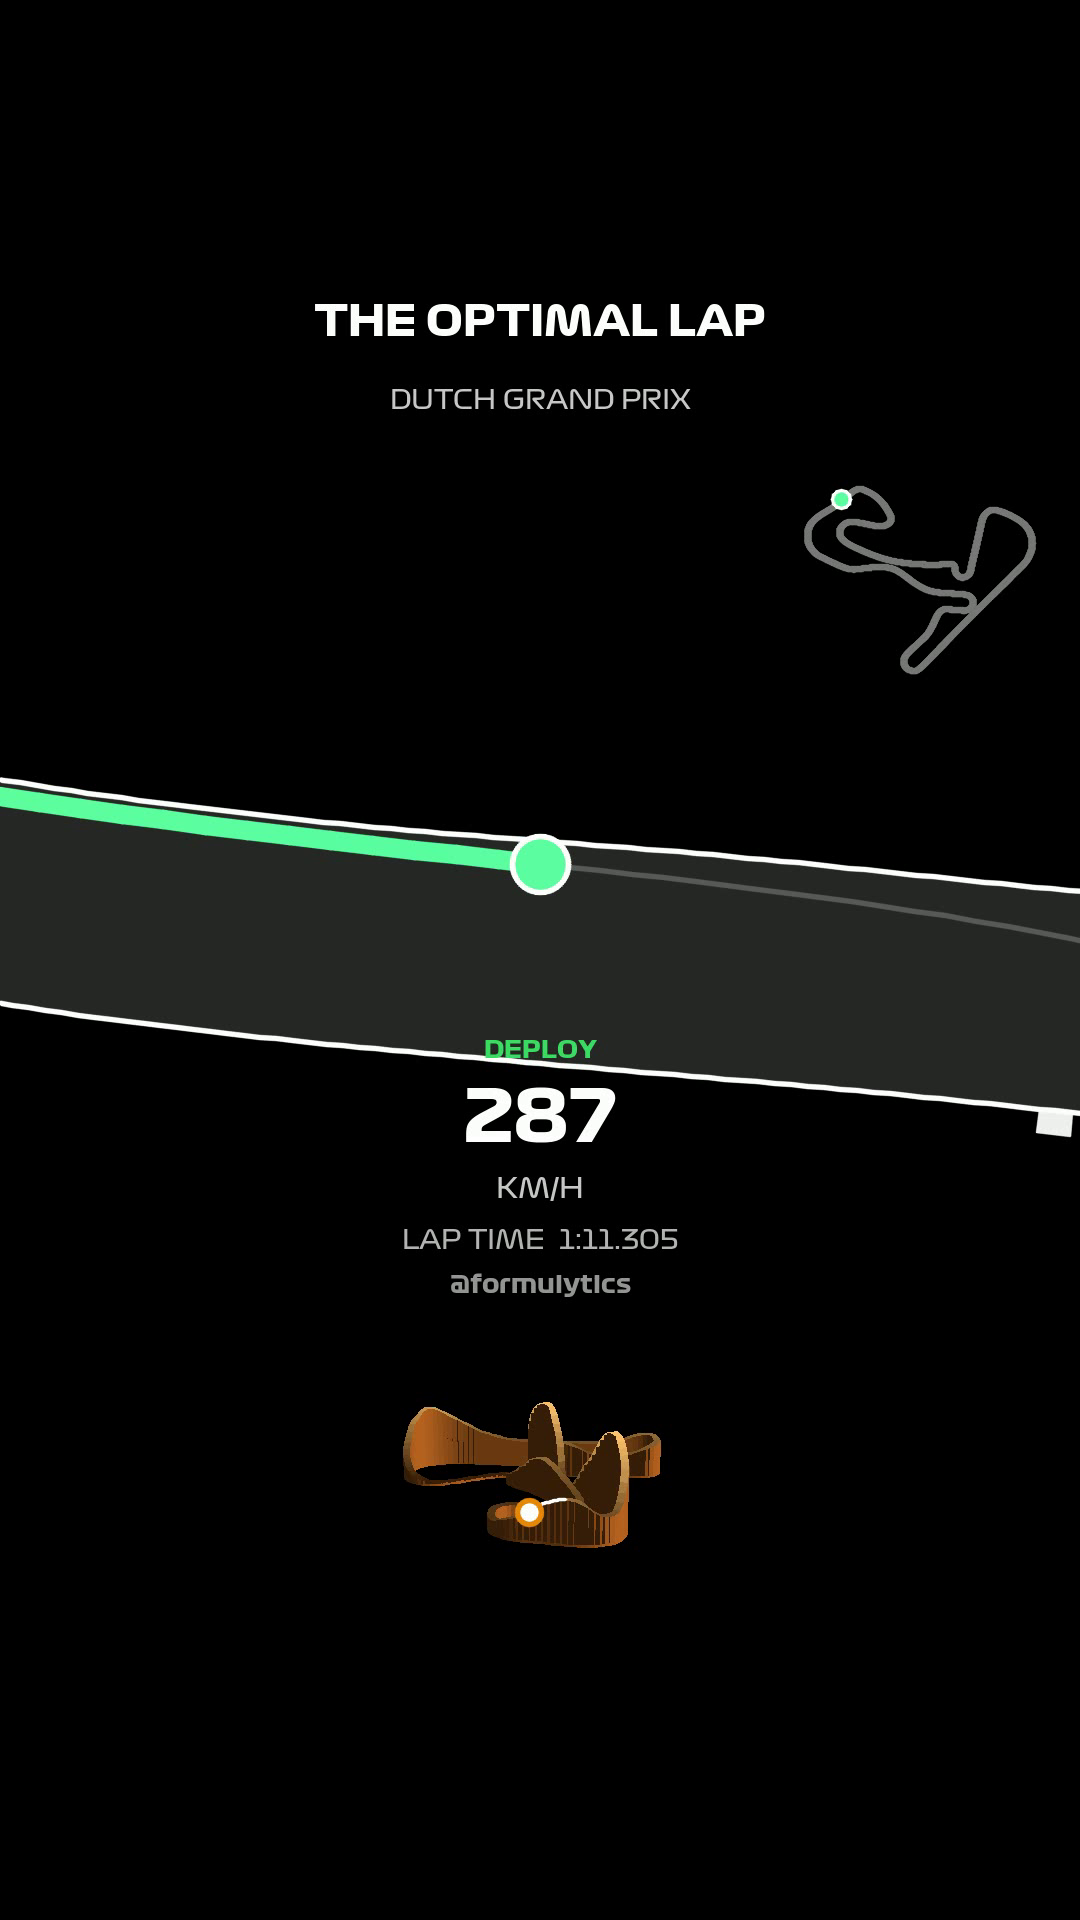 THE OPTIMAL LAP
DUTCH GRAND PRIX
DEPLOY
287
KM/H
LAP TIME 1:11.305
@formulytics